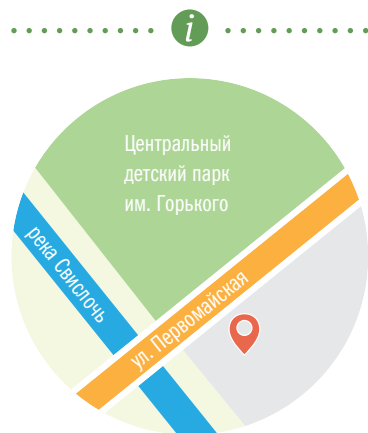 i
Центральный
детский парк
им. Горького
река Свислочь
ул. Первомайская